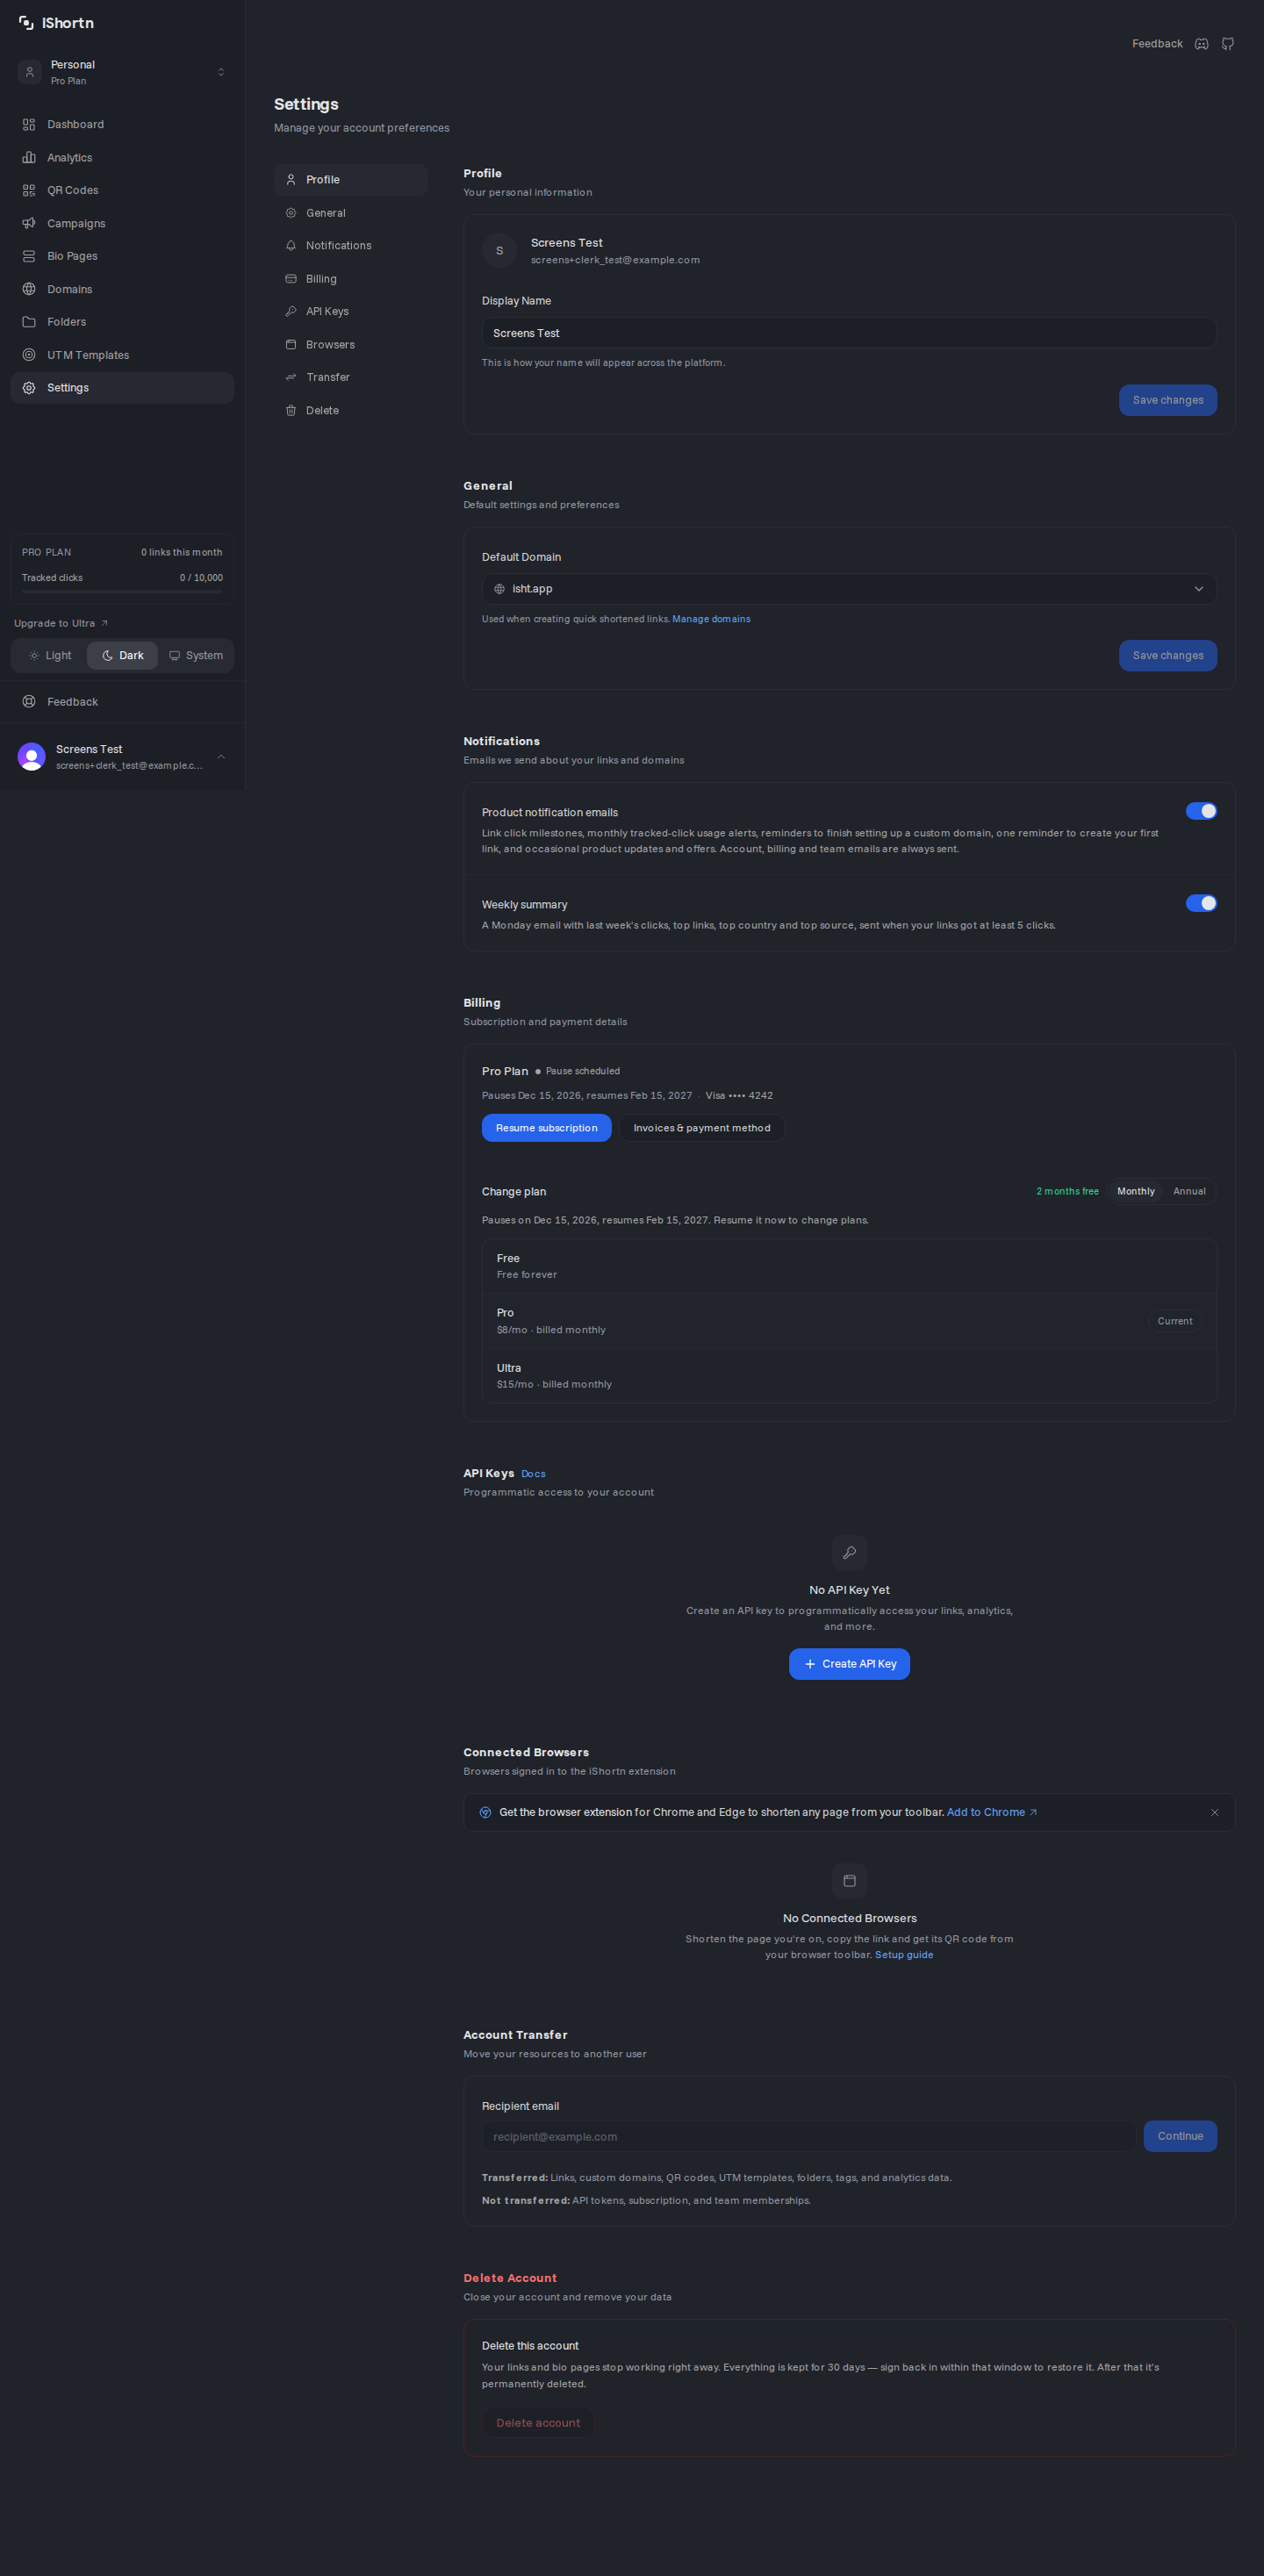 iShortn
Personal
Pro Plan
Dashboard
Analytics
QR Codes
Campaigns
Bio Pages
Domains
Folders
UTM Templates
Settings
PRO PLAN 0 links this month
Tracked clicks 0 / 10,000
Upgrade to Ultra
Light Dark System
Feedback
Screens Test
screens+clerk_test@example.c...
Feedback
Settings
Manage your account preferences
Profile
General
Notifications
Billing
API Keys
Browsers
Transfer
Delete
Profile
Your personal information
S
Screens Test
screens+clerk_test@example.com
Display Name
Screens Test
This is how your name will appear across the platform.
Save changes
General
Default settings and preferences
Default Domain
isht.app
Used when creating quick shortened links. Manage domains
Save changes
Notifications
Emails we send about your links and domains
Product notification emails
Link click milestones, monthly tracked-click usage alerts, reminders to finish setting up a custom domain, one reminder to create your first
link, and occasional product updates and offers. Account, billing and team emails are always sent.
Weekly summary
A Monday email with last week's clicks, top links, top country and top source, sent when your links got at least 5 clicks.
Billing
Subscription and payment details
Pro Plan Pause scheduled
Pauses Dec 15, 2026, resumes Feb 15, 2027 · Visa •••• 4242
Resume subscription Invoices & payment method
Change plan 2 months free Monthly Annual
Pauses on Dec 15, 2026, resumes Feb 15, 2027. Resume it now to change plans.
Free
Free forever
Pro
$8/mo · billed monthly
Current
Ultra
$15/mo · billed monthly
API Keys Docs
Programmatic access to your account
No API Key Yet
Create an API key to programmatically access your links, analytics,
and more.
Create API Key
Connected Browsers
Browsers signed in to the iShortn extension
Get the browser extension for Chrome and Edge to shorten any page from your toolbar. Add to Chrome
No Connected Browsers
Shorten the page you're on, copy the link and get its QR code from
your browser toolbar. Setup guide
Account Transfer
Move your resources to another user
Recipient email
recipient@example.com
Continue
Transferred: Links, custom domains, QR codes, UTM templates, folders, tags, and analytics data.
Not transferred: API tokens, subscription, and team memberships.
Delete Account
Close your account and remove your data
Delete this account
Your links and bio pages stop working right away. Everything is kept for 30 days — sign back in within that window to restore it. After that it's
permanently deleted.
Delete account